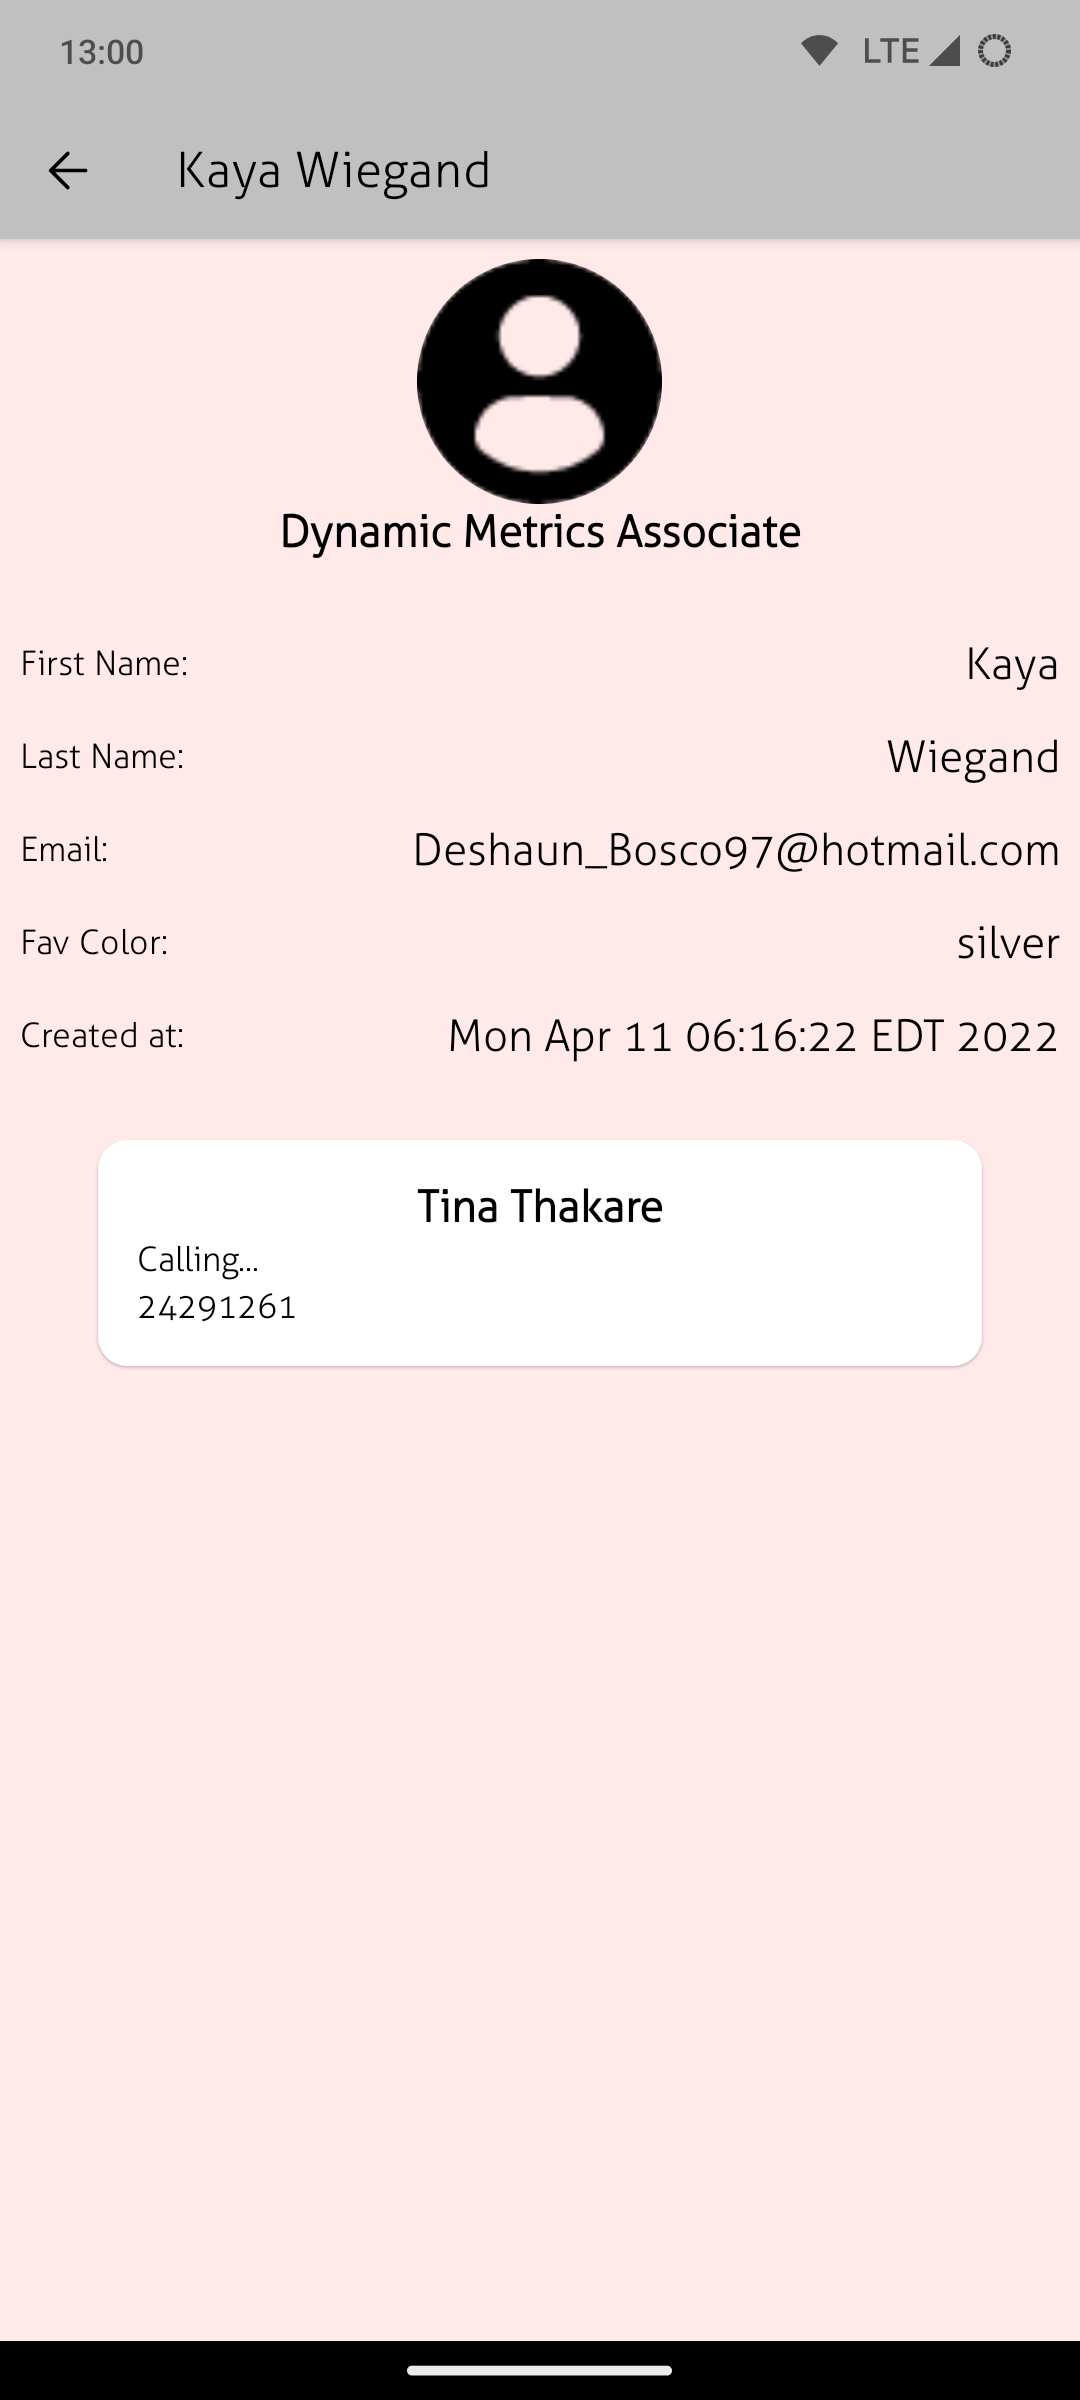 13:00 LTE
Kaya Wiegand
Dynamic Metrics Associate
First Name: Kaya
Last Name: Wiegand
Email: Deshaun_Bosco97@hotmail.com
Fav Color: silver
Created at: Mon Apr 11 06:16:22 EDT 2022
Tina Thakare
Calling...
24291261